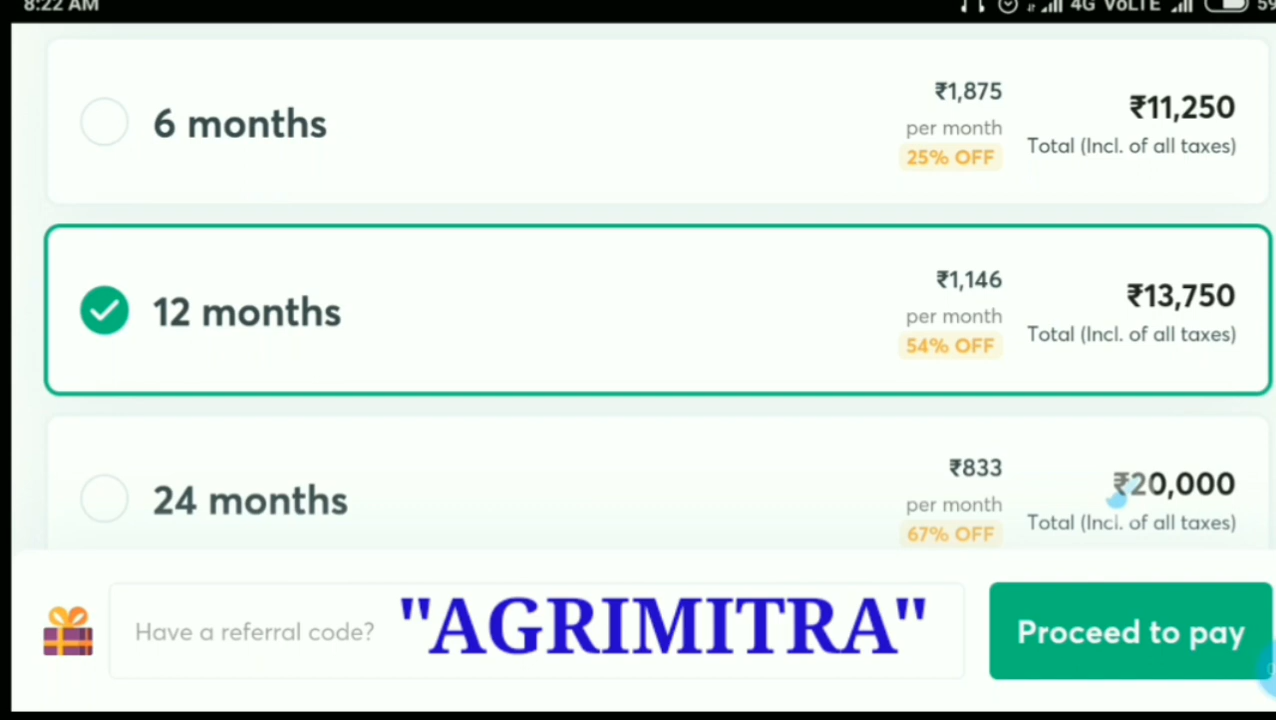 8:22 AM 4G VoLTE 59
6 months
₹1,875
per month
25% OFF
₹11,250
Total (Incl. of all taxes)
12 months
₹1,146
per month
54% OFF
₹13,750
Total (Incl. of all taxes)
24 months
₹833
per month
67% OFF
₹20,000
Total (Incl. of all taxes)
Have a referral code? "AGRIMITRA"
Proceed to pay